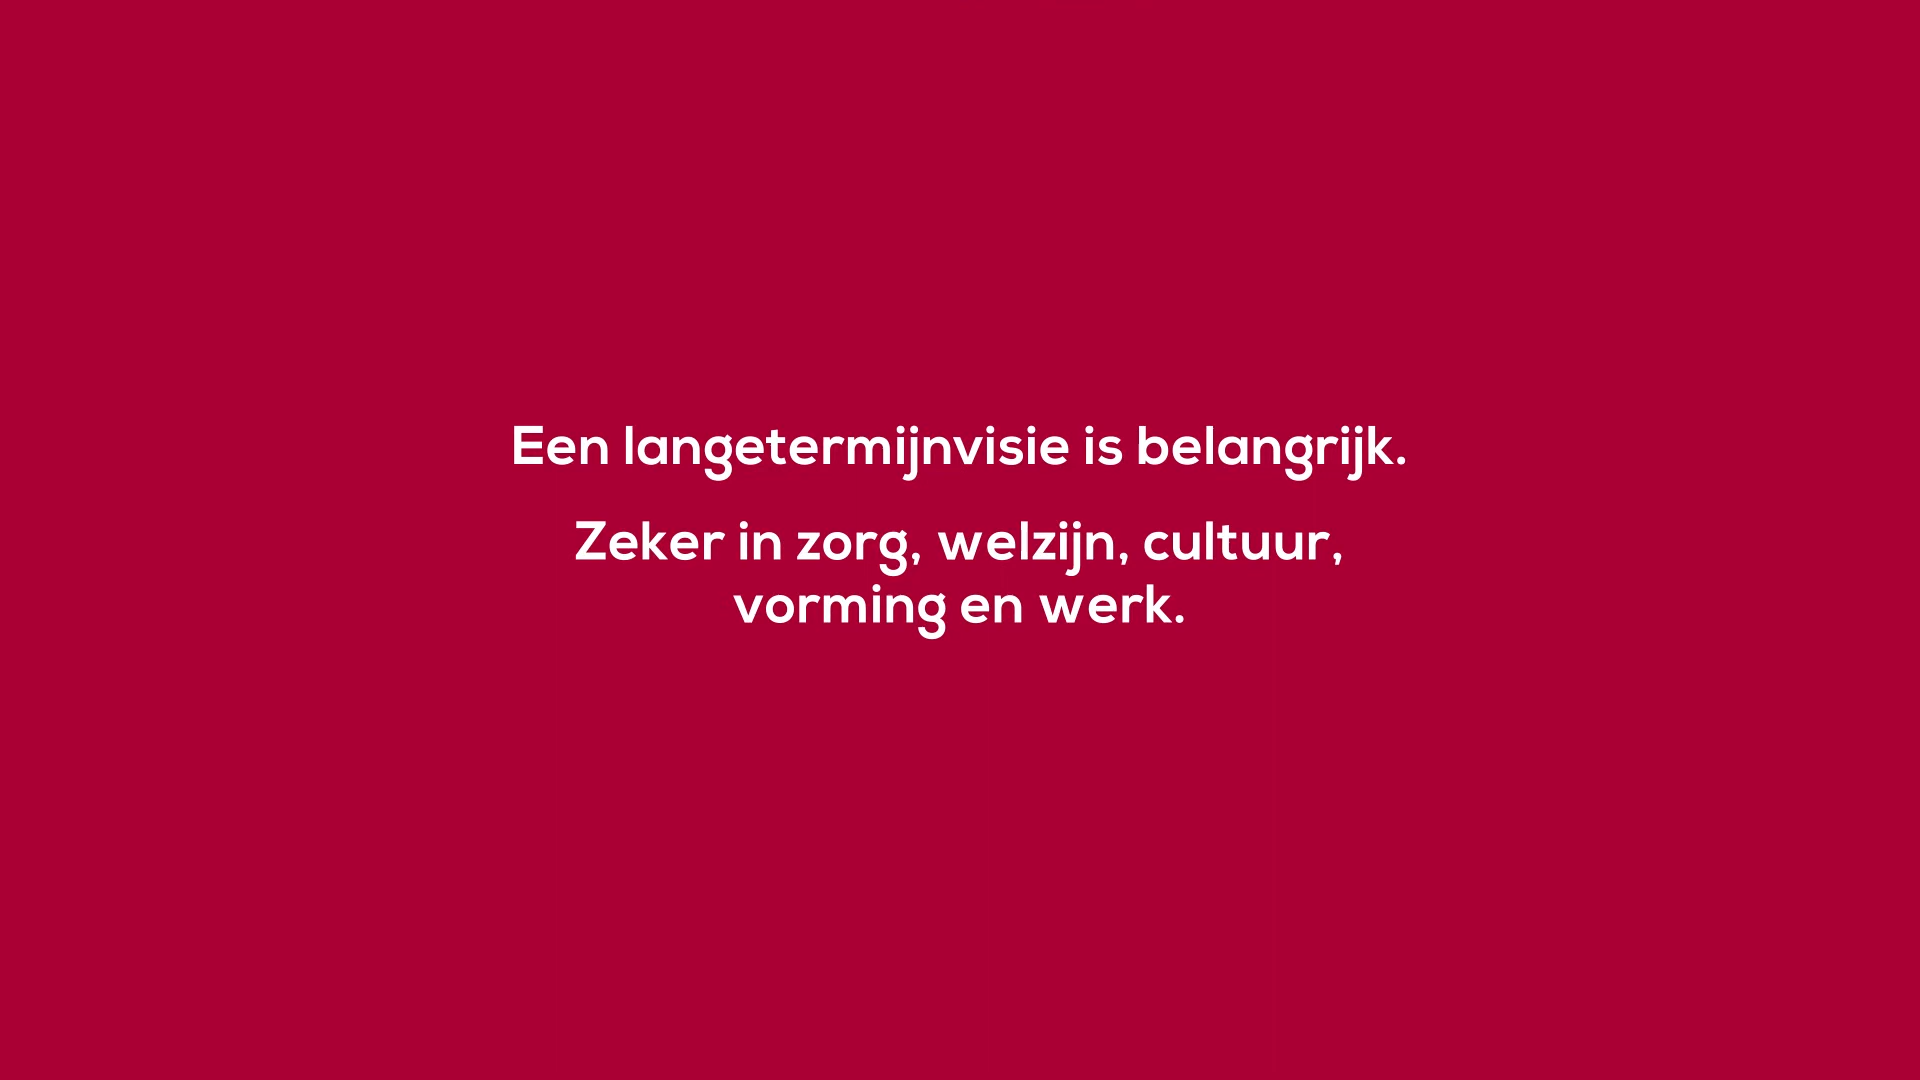 Een langetermijnvisie is belangrijk.
Zeker in zorg, welzijn, cultuur,
vorming en werk.